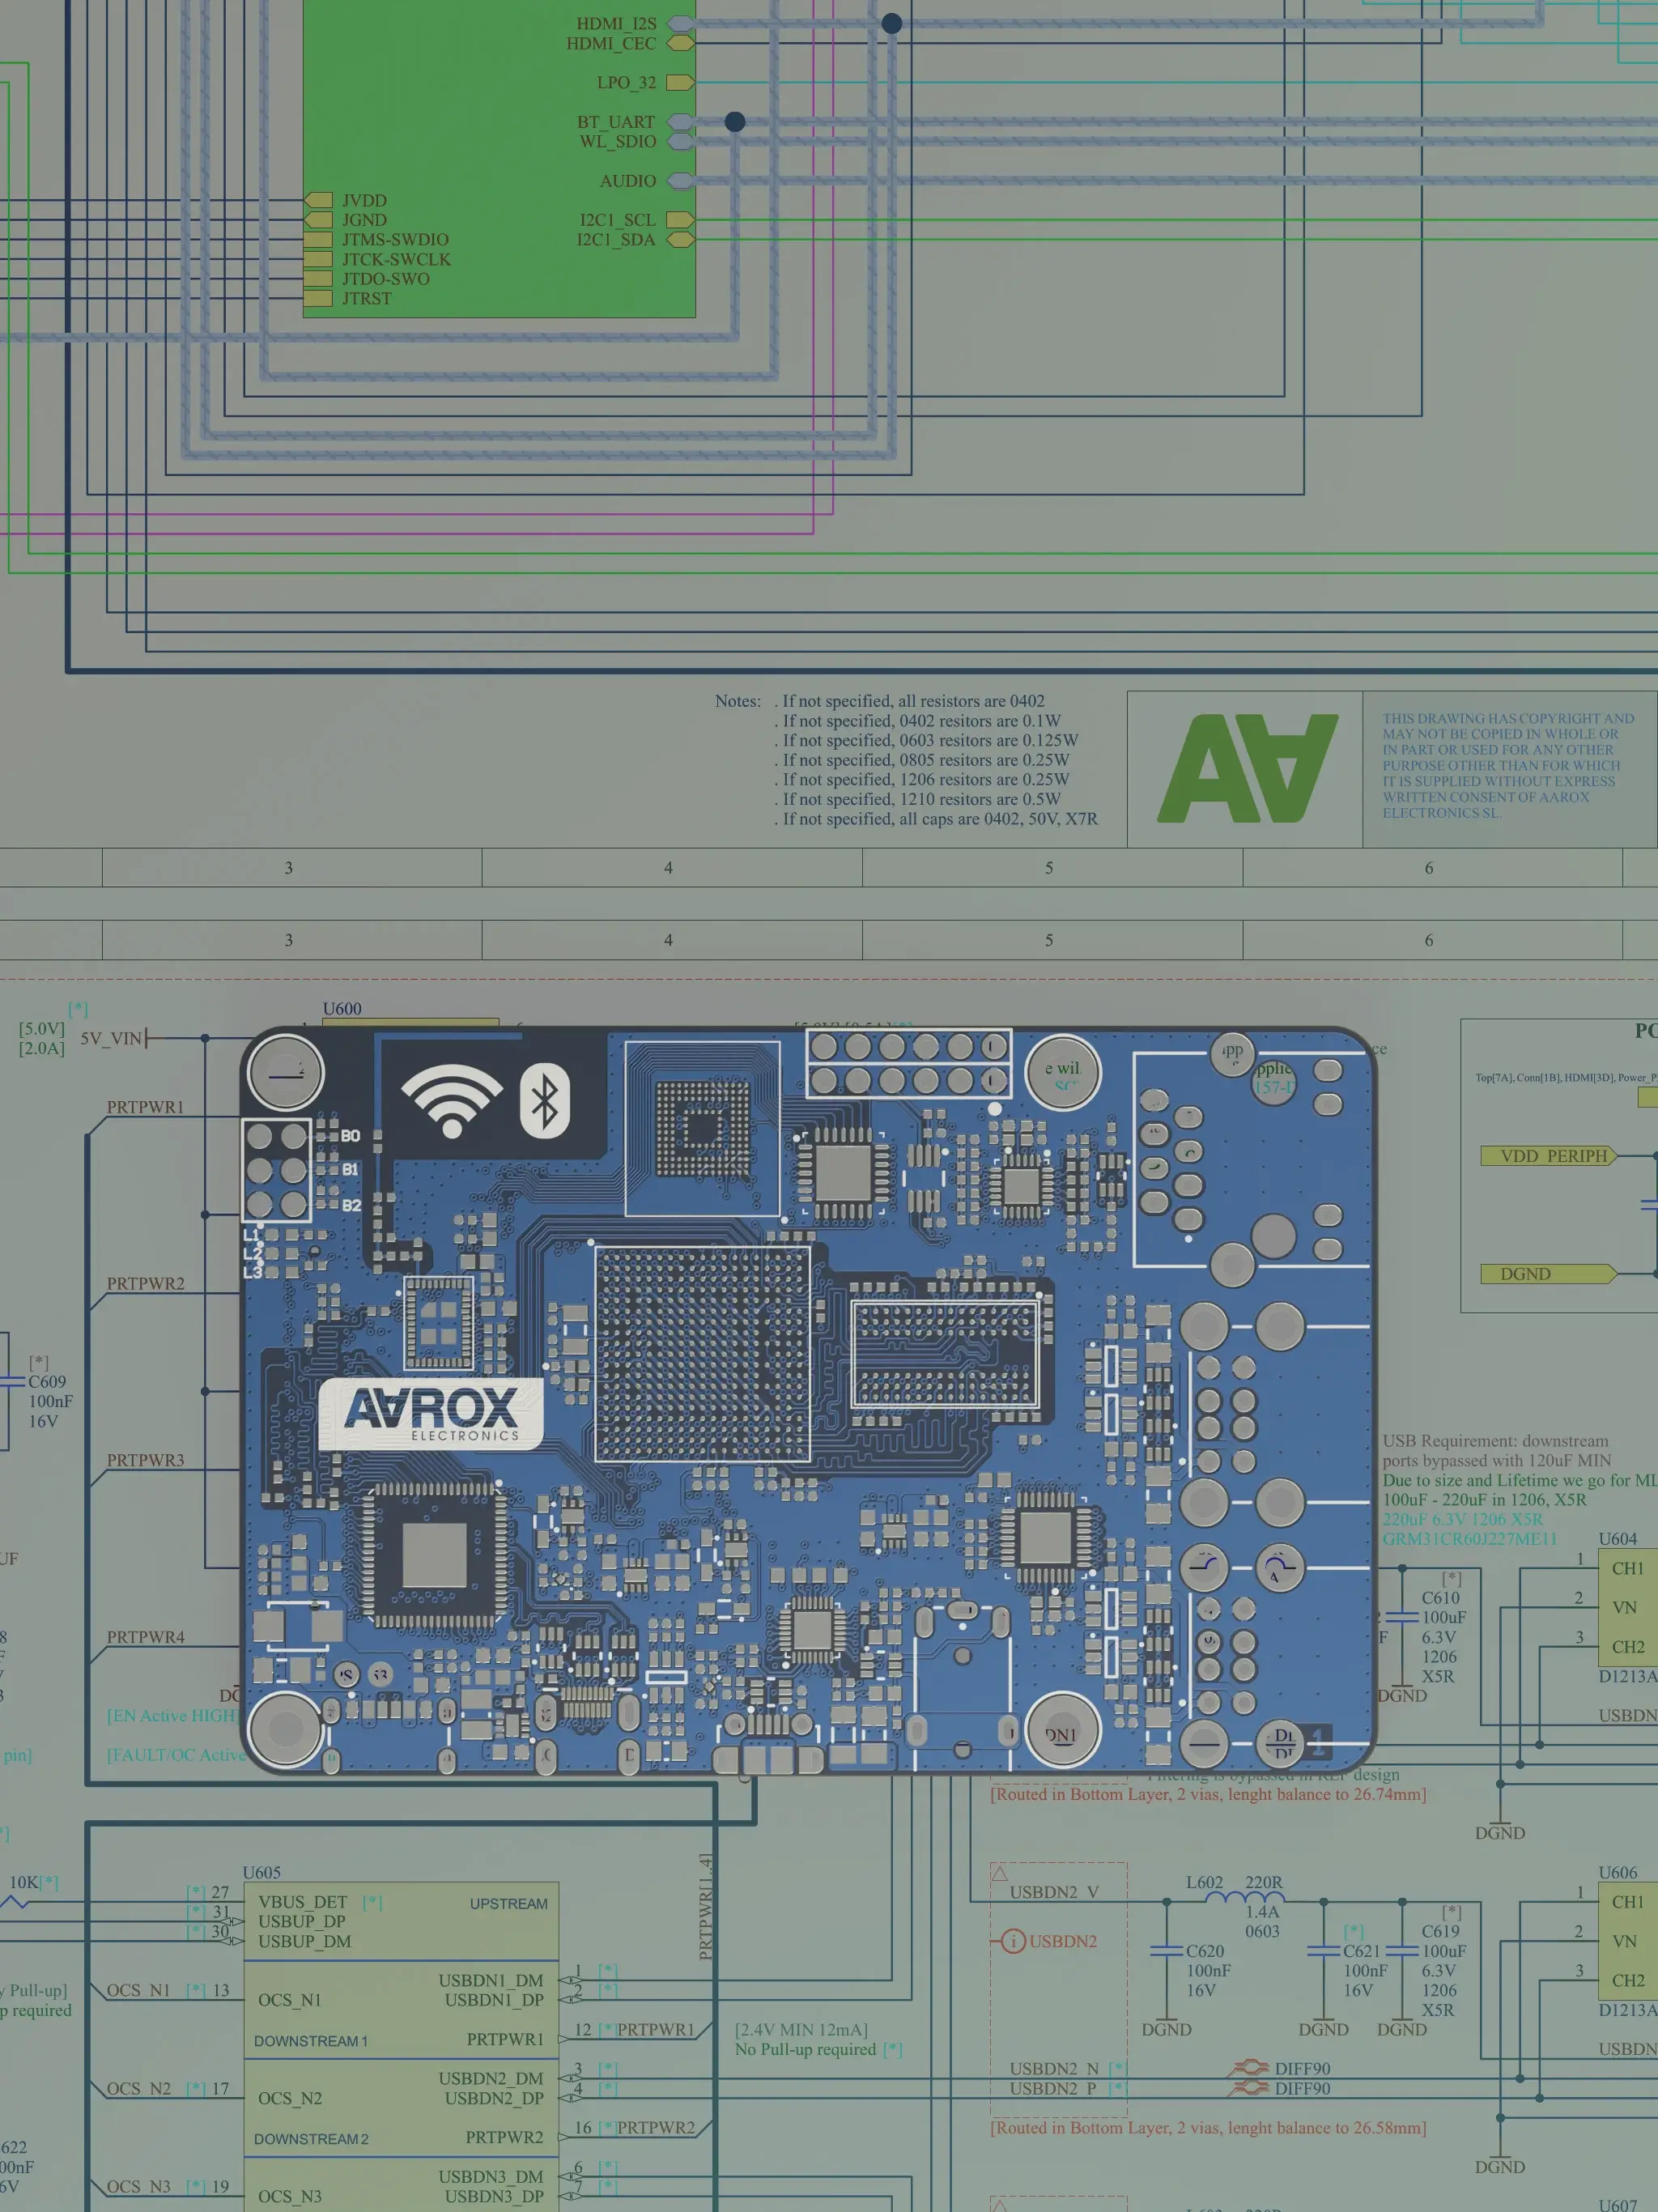 HDMI_I2S
HDMI_CEC
LPO_32
BT_UART
WL_SDIO
AUDIO
JVDD
JGND
I2C1_SCL
JTMS-SWDIO
I2C1_SDA
JTCK-SWCLK
JTDO-SWO
JTRST
Notes: . If not specified, all resistors are 0402
. If not specified, 0402 resitors are 0.1W
. If not specified, 0603 resitors are 0.125W
. If not specified, 0805 resitors are 0.25W
. If not specified, 1206 resitors are 0.25W
. If not specified, 1210 resitors are 0.5W
. If not specified, all caps are 0402, 50V, X7R
THIS DRAWING HAS COPYRIGHT AND
MAY NOT BE COPIED IN WHOLE OR
IN PART OR USED FOR ANY OTHER
PURPOSE OTHER THAN FOR WHICH
IT IS SUPPLIED WITHOUT EXPRESS
WRITTEN CONSENT OF AAROX
ELECTRONICS SL.
3 4 5 6
3 4 5 6
[*]
[5.0V]
[2.0A]
5V_VIN
U600
Top[7A], Conn[1B], HDMI[3D],
PRTPWR1
B0
B1
B2
L1
L2
L3
VDD_PERIPH
DGND
PRTPWR2
[*]
C609
100nF
16V
AAROX
ELECTRONICS
PRTPWR3
USB Requirement: downstream
ports bypassed with 120uF MIN
Due to size and Lifetime we go for
100uF - 220uF in 1206, X5R
220uF 6.3V 1206 X5R
GRM31CR60J227ME11
U604
1 CH1
2 VN
3 CH2
D1213A
[*]
C610
100uF
6.3V
1206
X5R
DGND
PRTPWR4
[EN Active HIGH]
[FAULT/OC Active
pin]
DN1
1
USBDN
design
[Routed in Bottom Layer, 2 vias, lenght balance to 26.74mm]
DGND
U605
10K[*]
[*] 27 VBUS_DET [*] UPSTREAM
[*] 31 USBUP_DP
[*] 30 USBUP_DM
OCS_N1 [*] 13 OCS_N1
USBDN1_DM 1 [*]
USBDN1_DP 2 [*]
DOWNSTREAM 1
PRTPWR1 12 [*] PRTPWR1
OCS_N2 [*] 17 OCS_N2
USBDN2_DM 3 [*]
USBDN2_DP 4 [*]
DOWNSTREAM 2
PRTPWR2 16 [*] PRTPWR2
OCS_N3 [*] 19 OCS_N3
USBDN3_DM 6 [*]
USBDN3_DP 7 [*]
Pull-up]
required
PRTPWR[1..4]
[2.4V MIN 12mA]
No Pull-up required [*]
USBDN2_V
USBDN2
L602 220R
1.4A
0603
C620
100nF
16V
DGND
[*]
C621
100nF
16V
DGND
[*]
C619
100uF
6.3V
1206
X5R
DGND
U606
1 CH1
2 VN
3 CH2
D1213A
USBDN
USBDN2_N [*] DIFF90
USBDN2_P [*] DIFF90
[Routed in Bottom Layer, 2 vias, lenght balance to 26.58mm]
DGND
U607